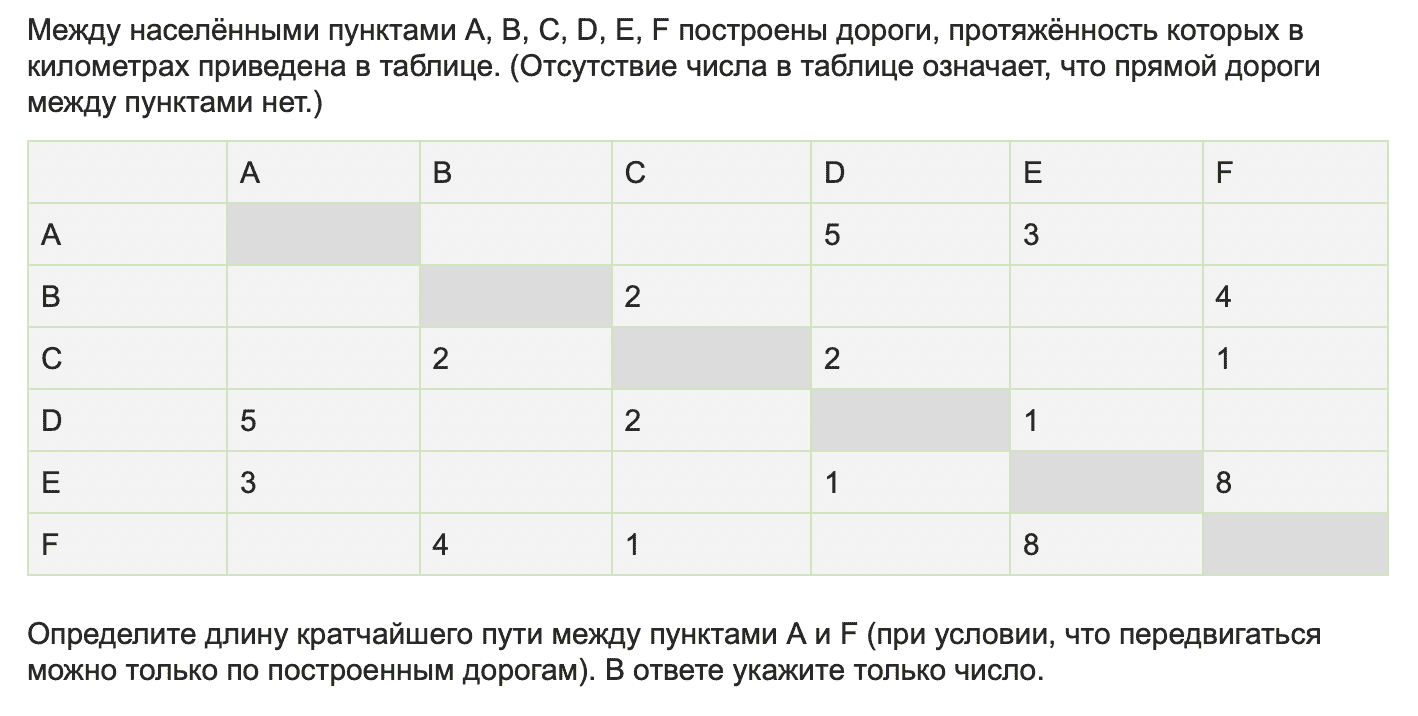 Между населёнными пунктами A, B, C, D, E, F построены дороги, протяжённость которых в
километрах приведена в таблице. (Отсутствие числа в таблице означает, что прямой дороги
между пунктами нет.)
A B C D E F
A 5 3
B 2 4
C 2 2 1
D 5 2 1
E 3 1 8
F 4 1 8
Определите длину кратчайшего пути между пунктами A и F (при условии, что передвигаться
можно только по построенным дорогам). В ответе укажите только число.